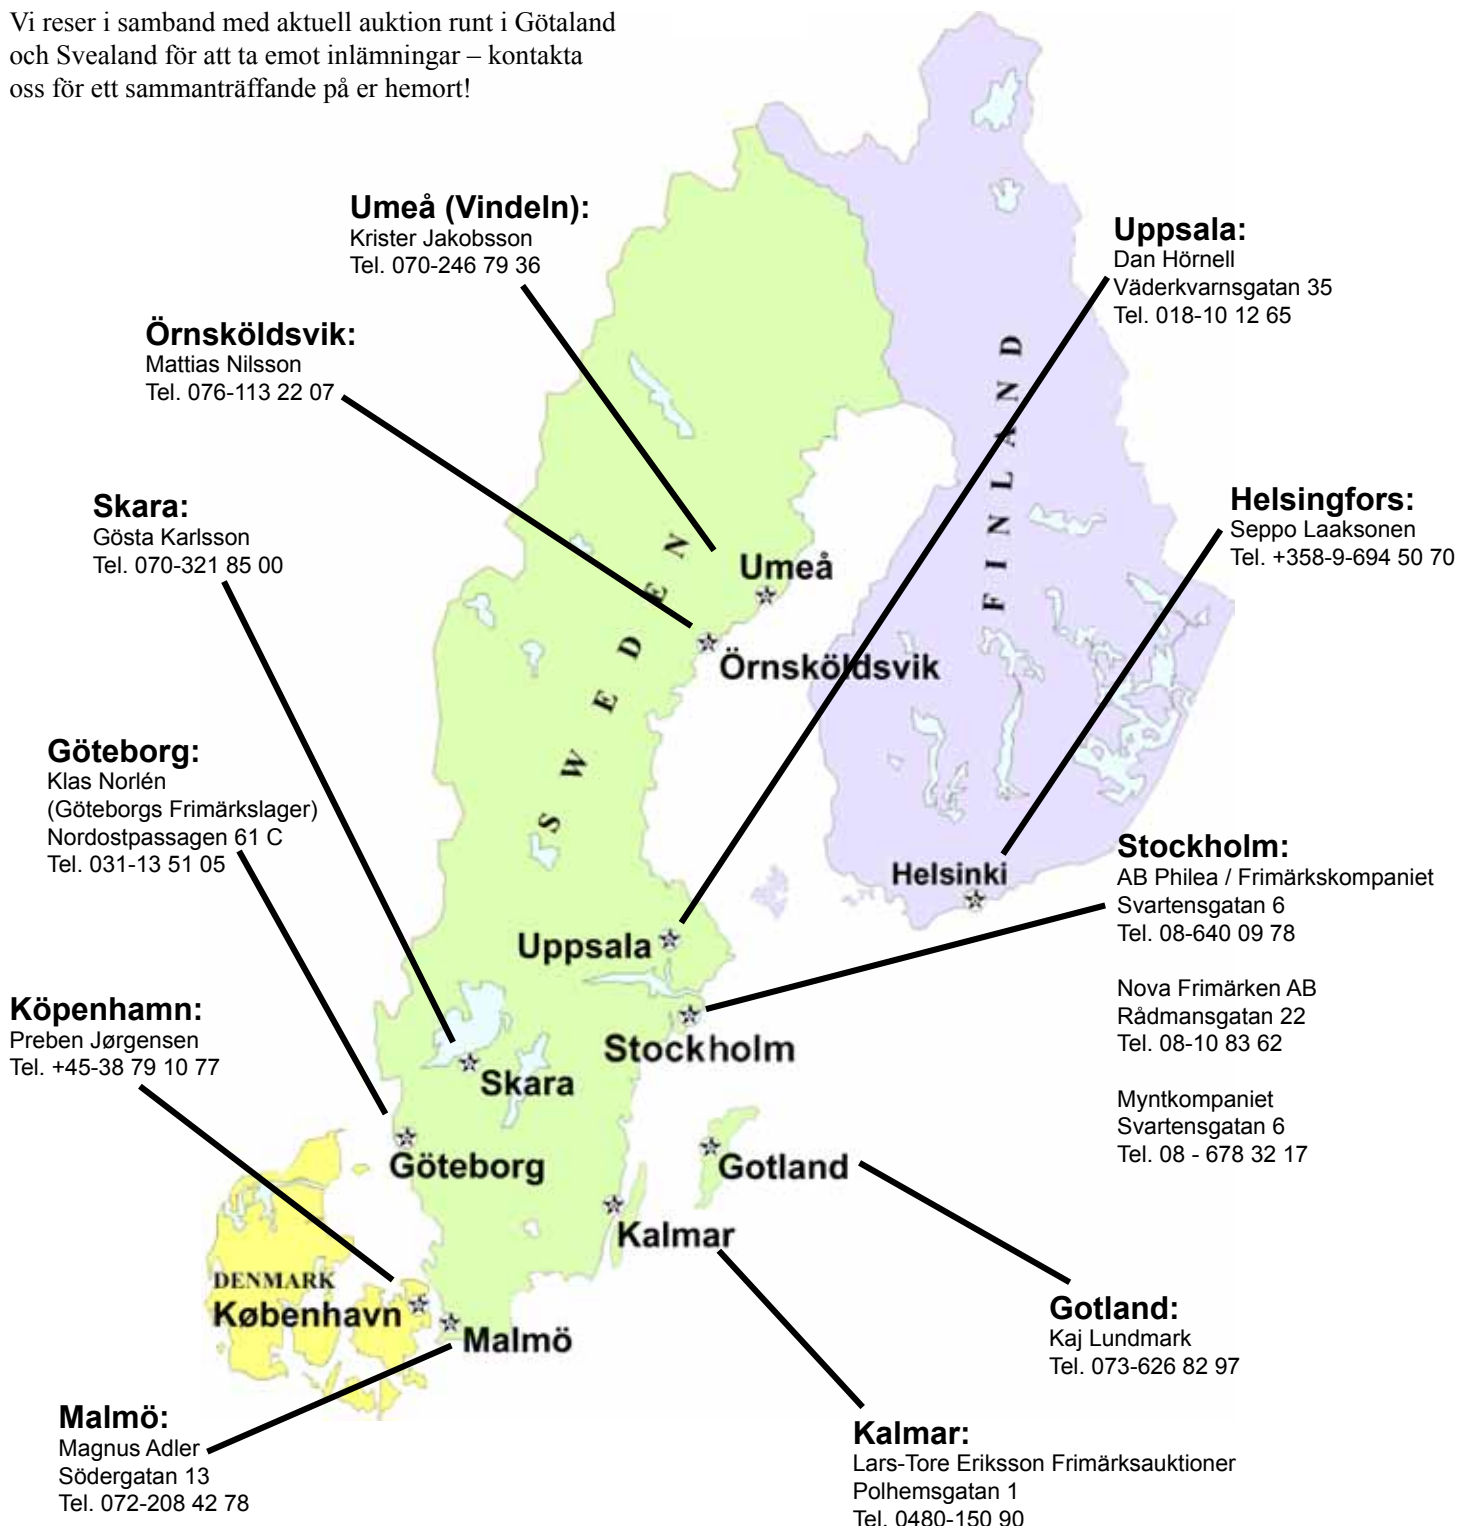 Vi reser i samband med aktuell auktion runt i Götaland
och Svealand för att ta emot inlämningar – kontakta
oss för ett sammanträffande på er hemort!
Umeå (Vindeln):
Krister Jakobsson
Tel. 070-246 79 36
Uppsala:
Dan Hörnell
Väderkvarnsgatan 35
Tel. 018-10 12 65
Örnsköldsvik:
Mattias Nilsson
Tel. 076-113 22 07
Skara:
Gösta Karlsson
Tel. 070-321 85 00
Helsingfors:
Seppo Laaksonen
Tel. +358-9-694 50 70
FINLAND
SWEDEN
Umeå
Örnsköldsvik
Göteborg:
Klas Norlén
(Göteborgs Frimärkslager)
Nordostpassagen 61 C
Tel. 031-13 51 05
Helsinki
Stockholm:
AB Philea / Frimärkskompaniet
Svartensgatan 6
Tel. 08-640 09 78
Nova Frimärken AB
Rådmansgatan 22
Tel. 08-10 83 62
Myntkompaniet
Svartensgatan 6
Tel. 08 - 678 32 17
Uppsala
Köpenhamn:
Preben Jørgensen
Tel. +45-38 79 10 77
Stockholm
Skara
Göteborg
Gotland
Kalmar
DENMARK
København
Malmö
Gotland:
Kaj Lundmark
Tel. 073-626 82 97
Malmö:
Magnus Adler
Södergatan 13
Tel. 072-208 42 78
Kalmar:
Lars-Tore Eriksson Frimärksauktioner
Polhemsgatan 1
Tel. 0480-150 90